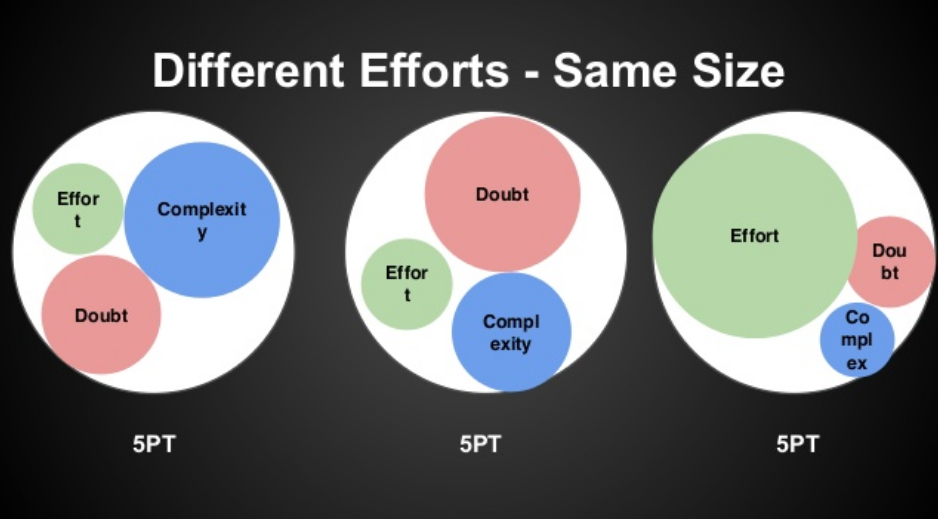 Different Efforts - Same Size
Effor
t
Complexit
y
Doubt
Doubt
Effor
t
Compl
exity
Effort
Dou
bt
Co
mpl
ex
5PT
5PT
5PT